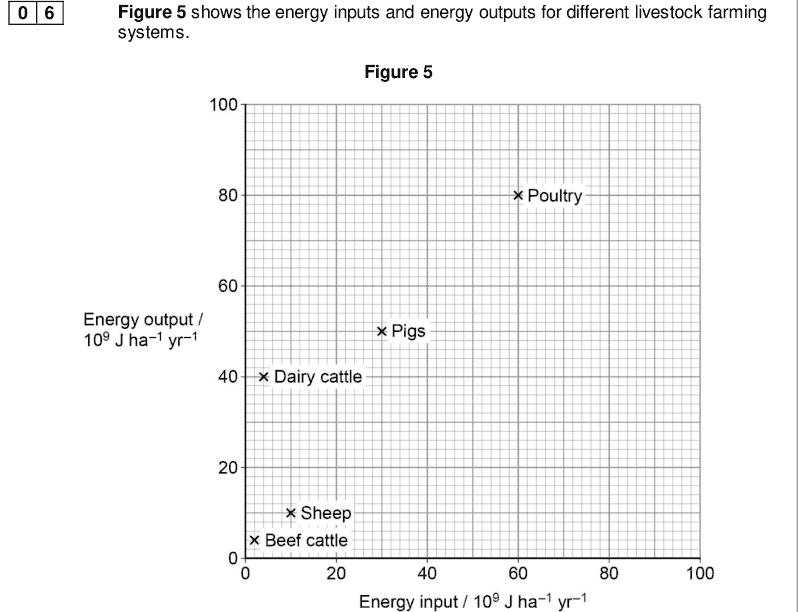 0 6 Figure 5 shows the energy inputs and energy outputs for different livestock farming
systems.
Figure 5
100
80
60
40
20
0
Energy output /
10⁹ J ha⁻¹ yr⁻¹
× Poultry
× Pigs
× Dairy cattle
× Sheep
× Beef cattle
0 20 40 60 80 100
Energy input / 10⁹ J ha⁻¹ yr⁻¹